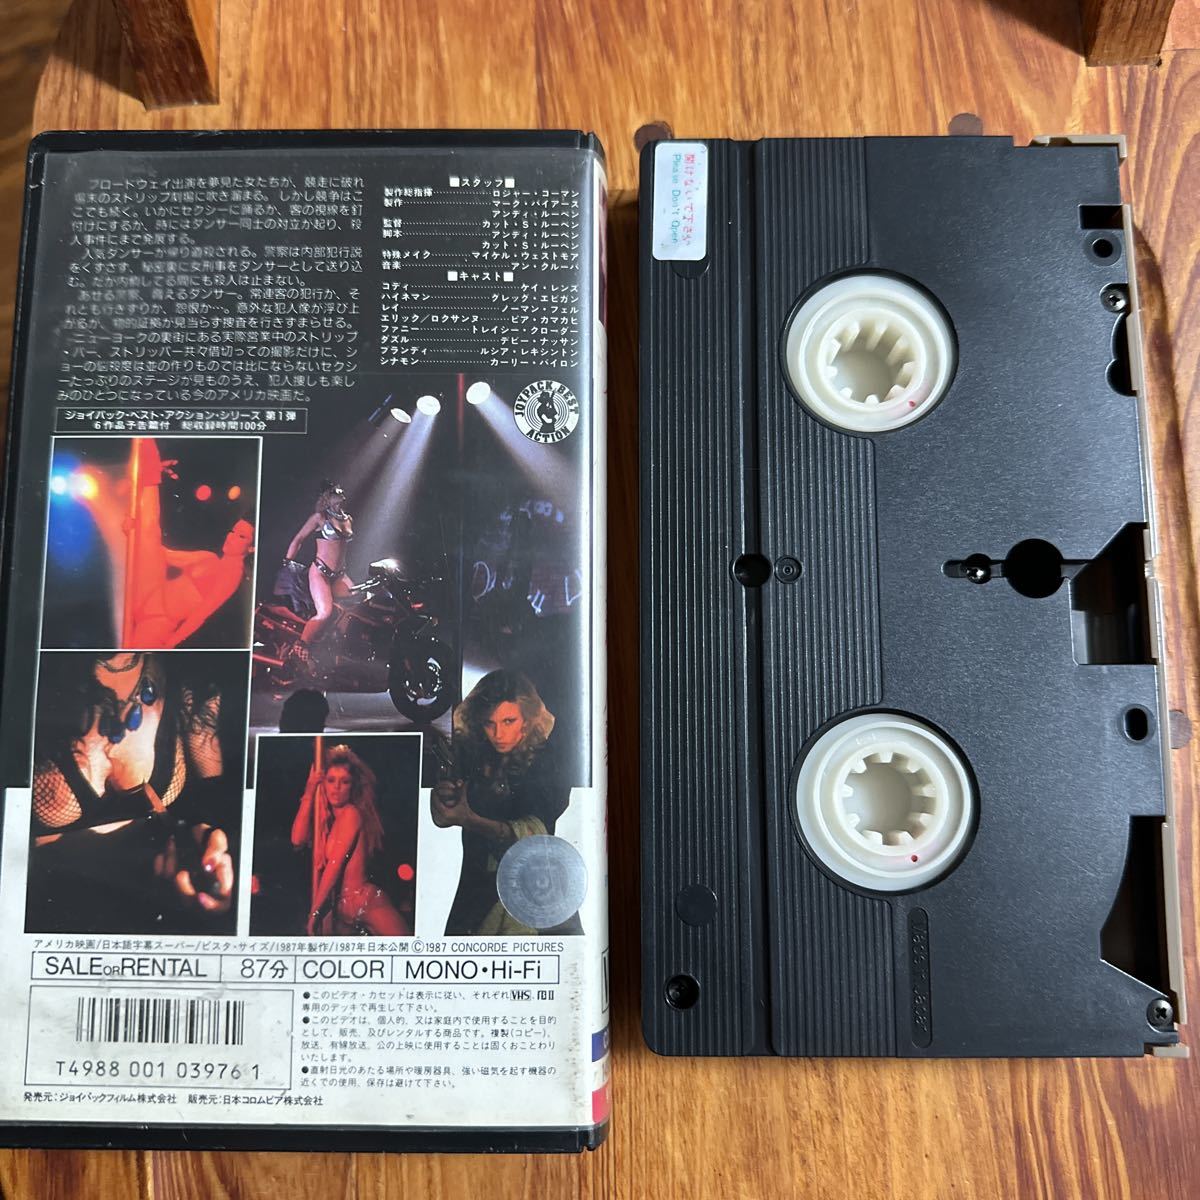 ブロードウェイ出演を夢見た女たちが、競走に破れ
場末のストリップ劇場に吹き溜まる。しかし競争はこ
こでも続く。いかにセクシーに踊るか、客の視線を釘
付けにするか、時にはダンサー同士の対立が起り、殺
人事件にまで発展する。
人気ダンサーが帰り道殺される。警察は内部犯行説
をくずさず、秘密裏に女刑事をダンサーとして送り込
む。だが内偵してる間にも殺人は止まない。
あせる警察、脅えるダンサー。常連客の犯行か、そ
れとも行きずりか、怨恨か…。意外な犯人像が浮び上
がるが、物的証拠が見当らず捜査を行きずまらせる。
ニューヨークの裏街にある実際営業中のストリップ
・バー、ストリッパー共々借切っての撮影だけに、ショ
ーの悩殺度は並の作りものでは比にならないセクシ
ーたっぷりのステージが見ものうえ、犯人捜しも楽し
みのひとつになっている今のアメリカ映画だ。
ジョイパック・ベスト・アクション・シリーズ 第1弾
6作品予告篇付 総収録時間100分
■スタッフ■
製作総指揮…ロジャー・コーマン
製作…マーク・バイアース
アンディ・ルーベン
監督…カット・S・ルーベン
脚本…アンディ・ルーベン
カット・S・ルーベン
特殊メイク…マイケル・ウェストモア
音楽…アン・クルーバ
■キャスト■
コディ…ケイ・レンズ
ハイネマン…グレッグ・エビガン
レイ…ノーマン・フェル
エリック／ロクサンヌ…ピア・カマカヒ
ファニー…トレイシー・クローダー
ダズル…デビー・ナッサン
ブランディ…ルシア・レキシントン
シナモン…カーリー・バイロン
JOYPACK BEST
ACTION
アメリカ映画/日本語字幕スーパー/ビスタ・サイズ/1987年製作/1987年日本公開 ©1987 CONCORDE PICTURES
SALE OR RENTAL 87分 COLOR MONO・Hi-Fi
●このビデオ・カセットは表示に従い、それぞれVHS、βII
専用のデッキで再生して下さい。
●このビデオは、個人的、又は家庭内で使用することを目的
として、販売、及びレンタルする商品です。複製(コピー)、
放送、有線放送、公の上映に使用することは固くおことわり
いたします。
●直射日光のあたる場所や暖房器具、強い磁気を起す機器の
近くでの使用、保存は避けて下さい。
T4988 001 03976 1
発売元:ジョイパックフィルム株式会社 販売元:日本コロムビア株式会社
開けないで下さい
Please Don't Open